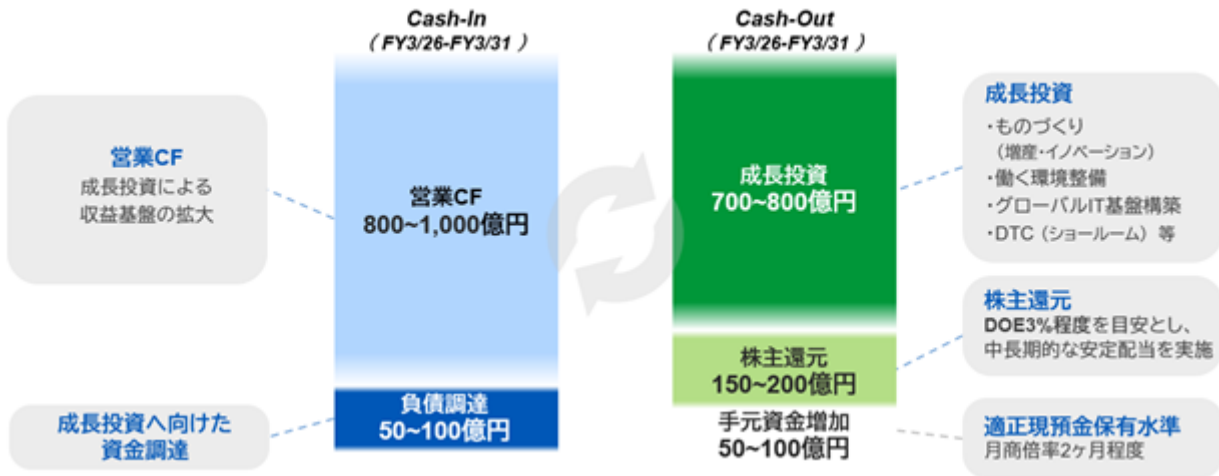 Cash-In
（ FY3/26-FY3/31 ）
Cash-Out
（ FY3/26-FY3/31 ）
営業CF
成長投資による
収益基盤の拡大
営業CF
800~1,000億円
成長投資
700~800億円
成長投資
・ものづくり
（増産・イノベーション）
・働く環境整備
・グローバルIT基盤構築
・DTC（ショールーム）等
株主還元
150~200億円
株主還元
DOE3%程度を目安とし、
中長期的な安定配当を実施
成長投資へ向けた
資金調達
負債調達
50~100億円
手元資金増加
50~100億円
適正現預金保有水準
月商倍率2ヶ月程度